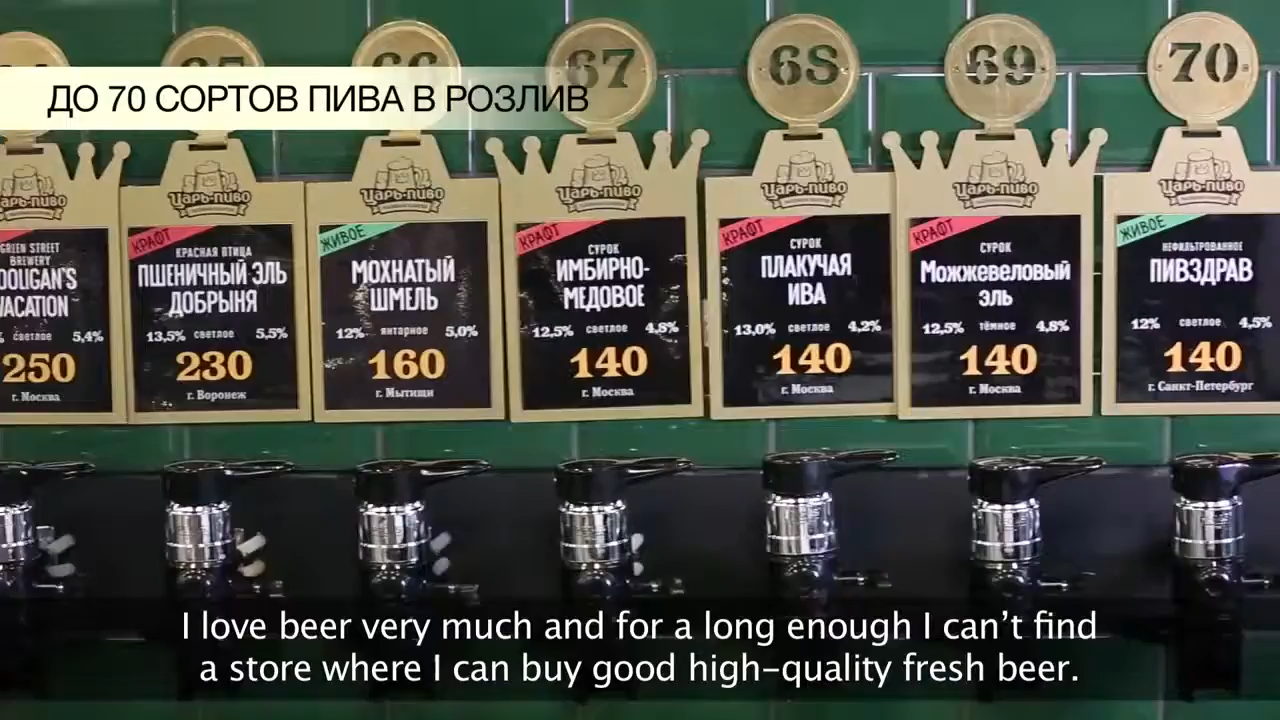 67
68
69
70
ДО 70 СОРТОВ ПИВА В РОЗЛИВ
Царь-пиво
Царь-пиво
Царь-пиво
Царь-пиво
Царь-пиво
Царь-пиво
GREEN STREET
BREWERY
VACATION
светлое 5,4%
250
г. Москва
КРАФТ
КРАСНАЯ ПТИЦА
ПШЕНИЧНЫЙ ЭЛЬ
ДОБРЫНЯ
13,5% светлое 5,5%
230
г. Воронеж
ЖИВОЕ
МОХНАТЫЙ
ШМЕЛЬ
12% янтарное 5,0%
160
г. Мытищи
КРАФТ
СУРОК
ИМБИРНО-
МЕДОВОЕ
12,5% светлое 4,8%
140
г. Москва
КРАФТ
СУРОК
ПЛАКУЧАЯ
ИВА
13,0% светлое 4,2%
140
г. Москва
КРАФТ
СУРОК
Можжевеловый
эль
12,5% тёмное 4,8%
140
г. Москва
ЖИВОЕ
НЕФИЛЬТРОВАННОЕ
ПИВЗДРАВ
12% светлое 4,5%
140
г. Санкт-Петербург
I love beer very much and for a long enough I can't find
a store where I can buy good high-quality fresh beer.